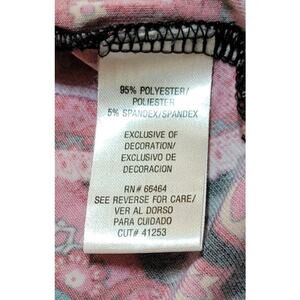 95% POLYESTER/
POLIESTER
5% SPANDEX/SPANDEX
EXCLUSIVE OF
DECORATION/
EXCLUSIVO DE
DECORACION
RN# 66464
SEE REVERSE FOR CARE/
VER AL DORSO
PARA CUIDADO
CUT# 41253